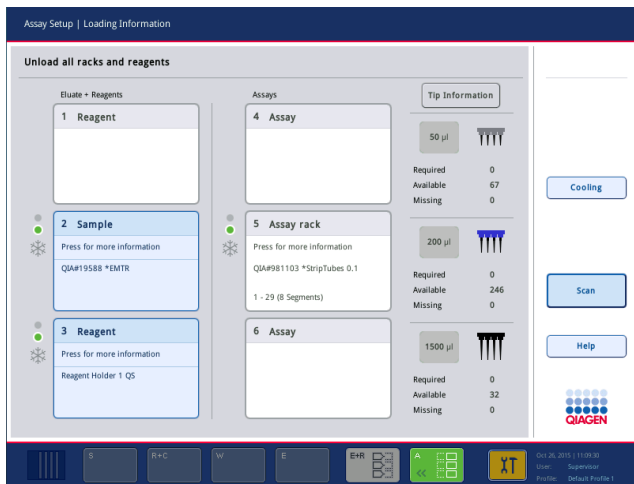 Assay Setup | Loading Information
Unload all racks and reagents
Eluate + Reagents
Assays
Tip Information
1 Reagent
4 Assay
50 µl
Required 0
Available 67
Missing 0
Cooling
2 Sample
Press for more information
QIA#19588 *EMTR
5 Assay rack
Press for more information
QIA#981103 *StripTubes 0.1
1 - 29 (8 Segments)
200 µl
Required 0
Available 246
Missing 0
Scan
3 Reagent
Press for more information
Reagent Holder 1 QS
6 Assay
1500 µl
Required 0
Available 32
Missing 0
Help
QIAGEN
S
R+C
W
E
E+R
A
Oct 26, 2015 | 11:09:30
User: Supervisor
Profile: Default Profile 1